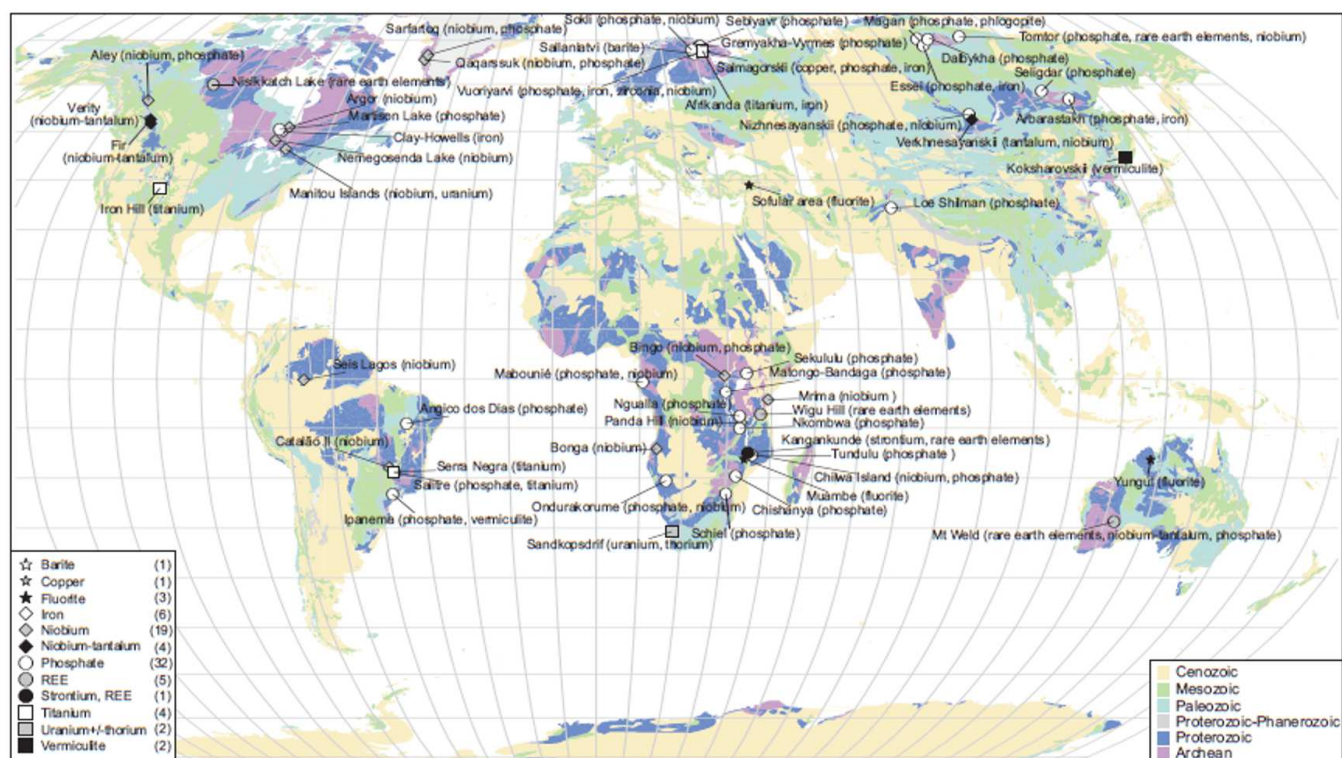 Sokli (phosphate, niobium)
Seblyavr (phosphate)
Magan (phosphate, phlogopite)
Sarfartoq (niobium, phosphate)
Tomtor (phosphate, rare earth elements, niobium)
Sallanlatvi (barite)
Gremyakha-Vyrmes (phosphate)
Aley (niobium, phosphate)
Qaqarssuk (niobium, phosphate)
Dalbykha (phosphate)
Salmagorskii (copper, phosphate, iron)
Seligdar (phosphate)
Nisikkatch Lake (rare earth elements)
Vuoriyarvi (phosphate, iron, zirconia, niobium)
Essei (phosphate, iron)
Argor (niobium)
Afrikanda (titanium, iron)
Verity
(niobium-tantalum)
Martison Lake (phosphate)
Arbarastakh (phosphate, iron)
Nizhnesayanskii (phosphate, niobium)
Clay-Howells (iron)
Verkhnesayanskii (tantalum, niobium)
Fir
(niobium-tantalum)
Nemegosenda Lake (niobium)
Koksharovskii (vermiculite)
Manitou Islands (niobium, uranium)
Iron Hill (titanium)
Sofular area (fluorite)
Loe Shilman (phosphate)
Bingo (niobium, phosphate)
Sekululu (phosphate)
Seis Lagos (niobium)
Mabounié (phosphate, niobium)
Matongo-Bandaga (phosphate)
Mrima (niobium )
Angico dos Dias (phosphate)
Ngualla (phosphate)
Wigu Hill (rare earth elements)
Panda Hill (niobium)
Nkombwa (phosphate)
Catalão II (niobium)
Bonga (niobium)
Kangankunde (strontium, rare earth elements)
Tundulu (phosphate )
Serra Negra (titanium)
Chilwa Island (niobium, phosphate)
Salitre (phosphate, titanium)
Yungul (fluorite)
Muambe (fluorite)
Ondurakorume (phosphate, niobium)
Chishanya (phosphate)
Ipanema (phosphate, vermiculite)
Schiel (phosphate)
Mt Weld (rare earth elements, niobium-tantalum, phosphate)
Sandkopsdrif (uranium, thorium)
Barite (1)
Copper (1)
Fluorite (3)
Iron (6)
Niobium (19)
Niobium-tantalum (4)
Phosphate (32)
REE (5)
Strontium, REE (1)
Titanium (4)
Uranium+/-thorium (2)
Vermiculite (2)
Cenozoic
Mesozoic
Paleozoic
Proterozoic-Phanerozoic
Proterozoic
Archean